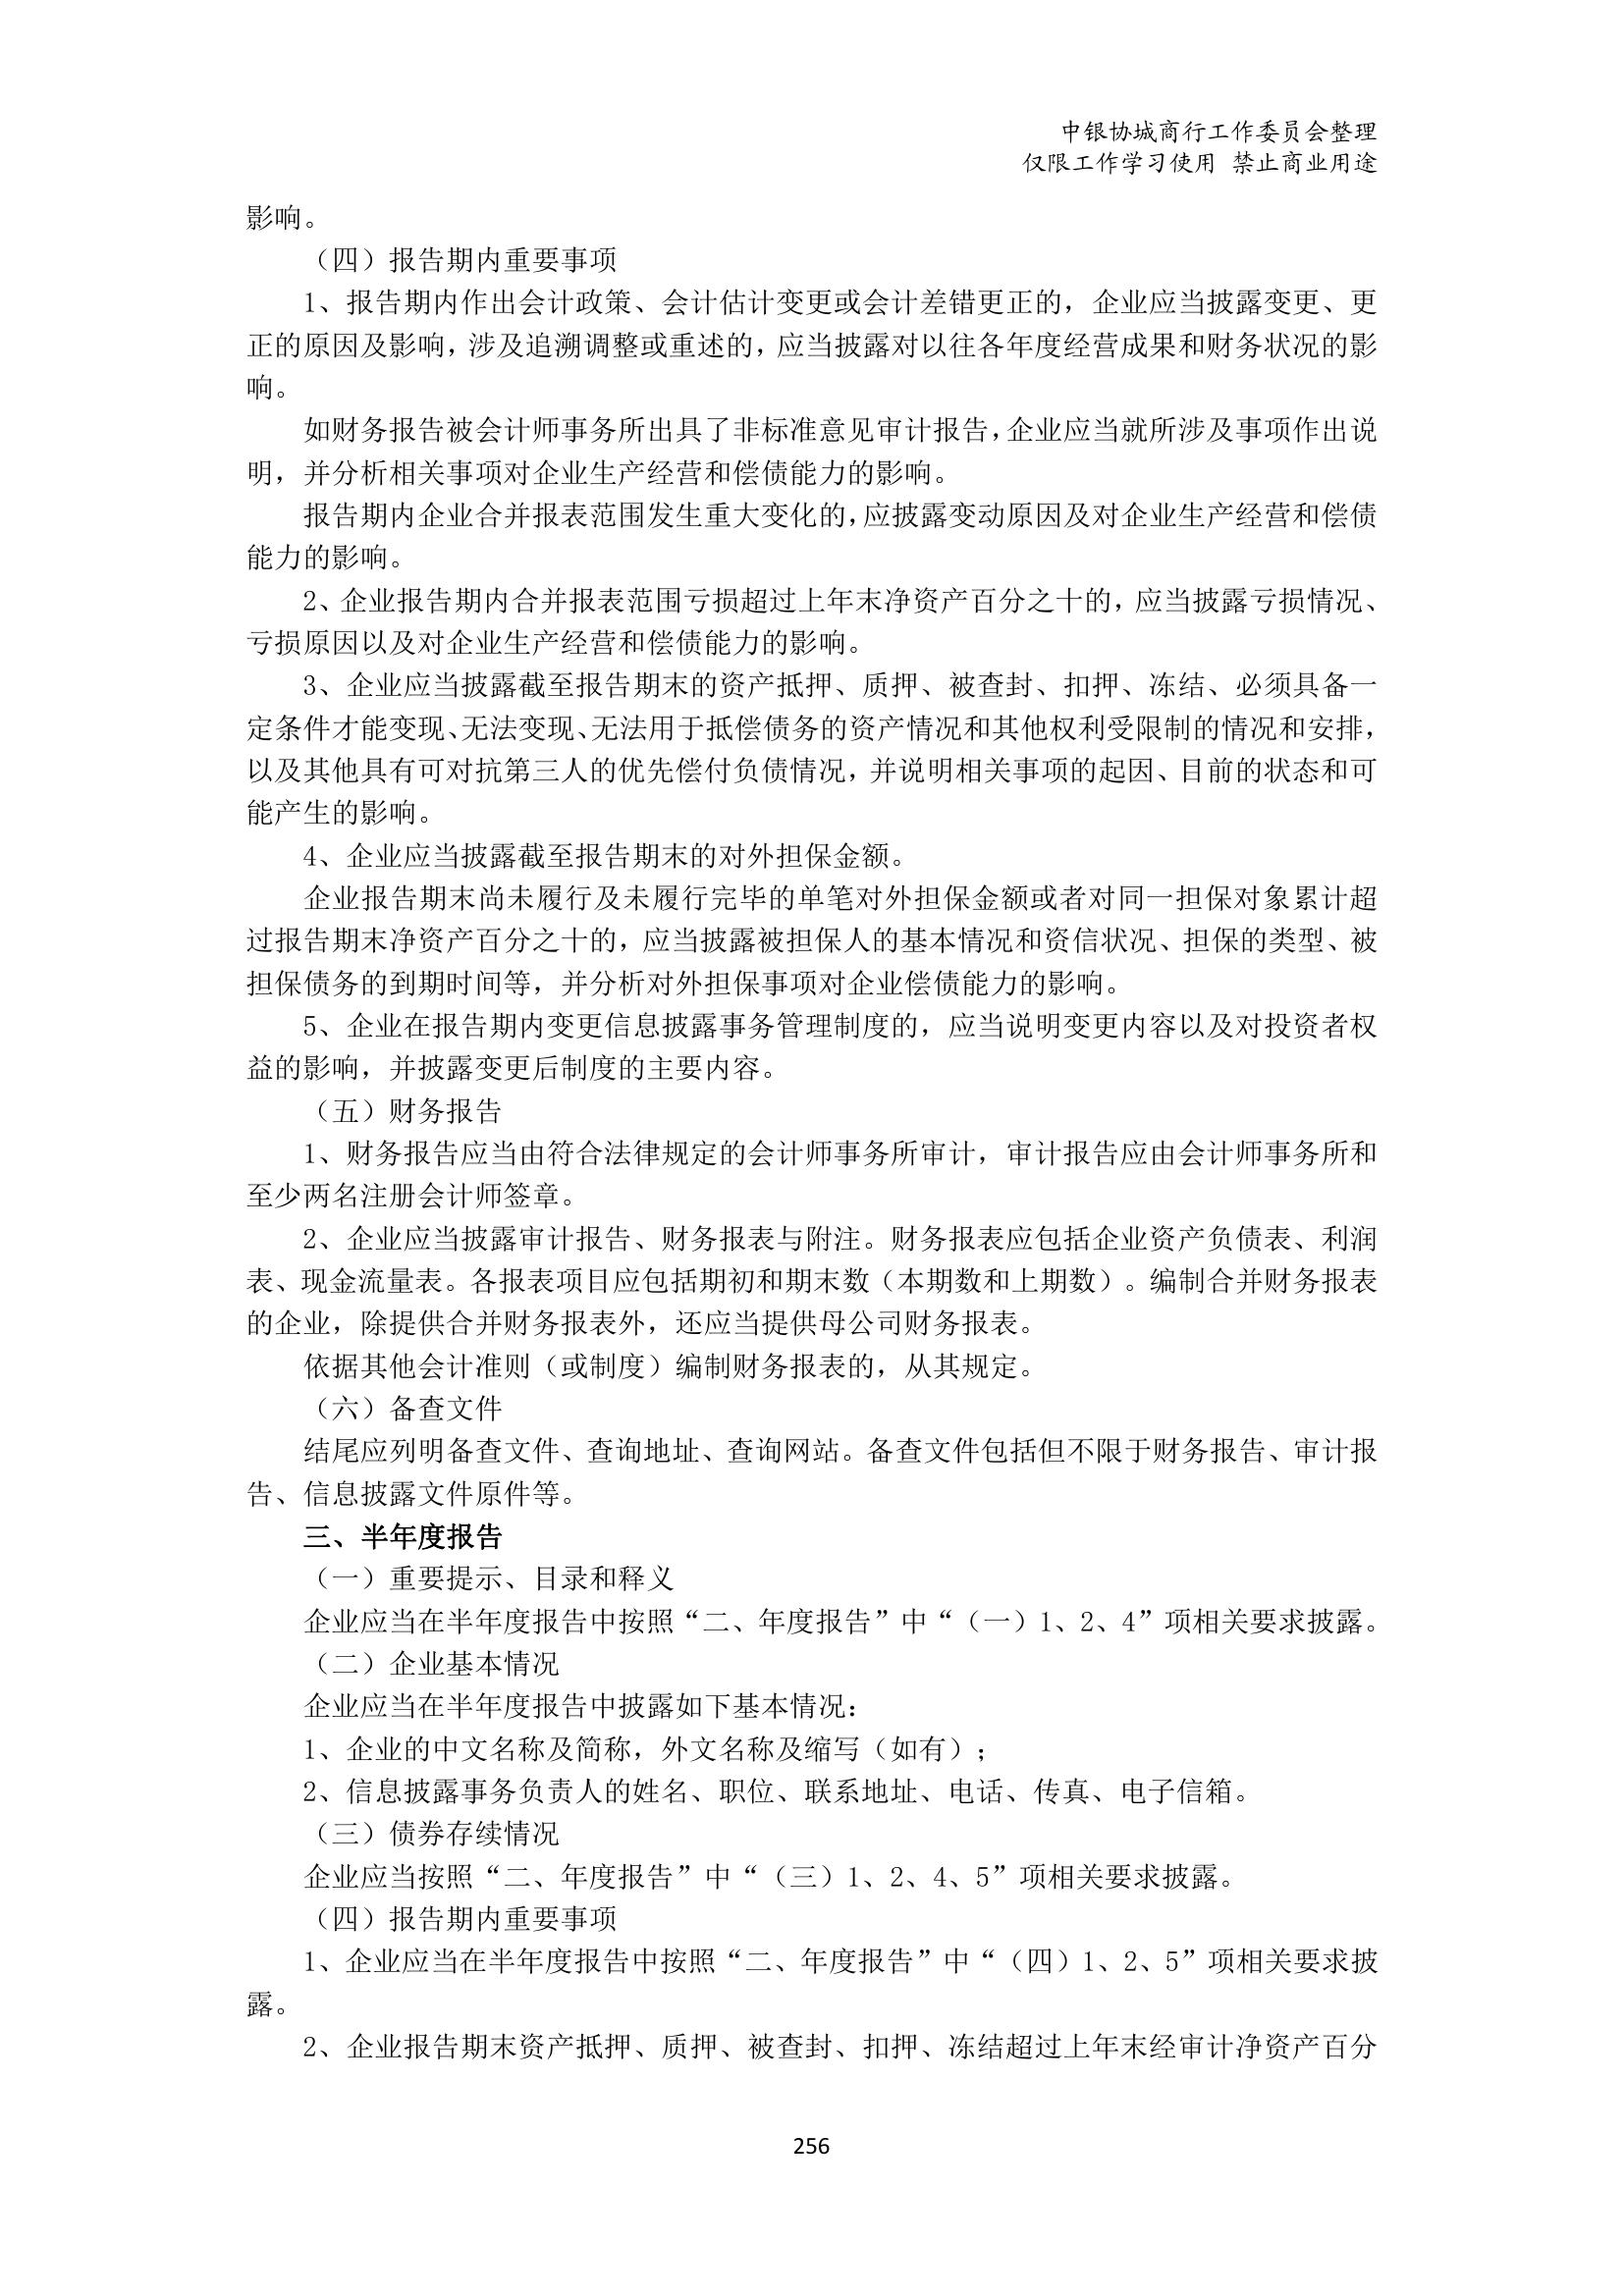 中银协城商行工作委员会整理
仅限工作学习使用 禁止商业用途
影响。
（四）报告期内重要事项
1、报告期内作出会计政策、会计估计变更或会计差错更正的，企业应当披露变更、更
正的原因及影响，涉及追溯调整或重述的，应当披露对以往各年度经营成果和财务状况的影
响。
如财务报告被会计师事务所出具了非标准意见审计报告，企业应当就所涉及事项作出说
明，并分析相关事项对企业生产经营和偿债能力的影响。
报告期内企业合并报表范围发生重大变化的，应披露变动原因及对企业生产经营和偿债
能力的影响。
2、企业报告期内合并报表范围亏损超过上年末净资产百分之十的，应当披露亏损情况、
亏损原因以及对企业生产经营和偿债能力的影响。
3、企业应当披露截至报告期末的资产抵押、质押、被查封、扣押、冻结、必须具备一
定条件才能变现、无法变现、无法用于抵偿债务的资产情况和其他权利受限制的情况和安排，
以及其他具有可对抗第三人的优先偿付负债情况，并说明相关事项的起因、目前的状态和可
能产生的影响。
4、企业应当披露截至报告期末的对外担保金额。
企业报告期末尚未履行及未履行完毕的单笔对外担保金额或者对同一担保对象累计超
过报告期末净资产百分之十的，应当披露被担保人的基本情况和资信状况、担保的类型、被
担保债务的到期时间等，并分析对外担保事项对企业偿债能力的影响。
5、企业在报告期内变更信息披露事务管理制度的，应当说明变更内容以及对投资者权
益的影响，并披露变更后制度的主要内容。
（五）财务报告
1、财务报告应当由符合法律规定的会计师事务所审计，审计报告应由会计师事务所和
至少两名注册会计师签章。
2、企业应当披露审计报告、财务报表与附注。财务报表应包括企业资产负债表、利润
表、现金流量表。各报表项目应包括期初和期末数（本期数和上期数）。编制合并财务报表
的企业，除提供合并财务报表外，还应当提供母公司财务报表。
依据其他会计准则（或制度）编制财务报表的，从其规定。
（六）备查文件
结尾应列明备查文件、查询地址、查询网站。备查文件包括但不限于财务报告、审计报
告、信息披露文件原件等。
三、半年度报告
（一）重要提示、目录和释义
企业应当在半年度报告中按照“二、年度报告”中“（一）1、2、4”项相关要求披露。
（二）企业基本情况
企业应当在半年度报告中披露如下基本情况：
1、企业的中文名称及简称，外文名称及缩写（如有）；
2、信息披露事务负责人的姓名、职位、联系地址、电话、传真、电子信箱。
（三）债券存续情况
企业应当按照“二、年度报告”中“（三）1、2、4、5”项相关要求披露。
（四）报告期内重要事项
1、企业应当在半年度报告中按照“二、年度报告”中“（四）1、2、5”项相关要求披
露。
2、企业报告期末资产抵押、质押、被查封、扣押、冻结超过上年末经审计净资产百分
256